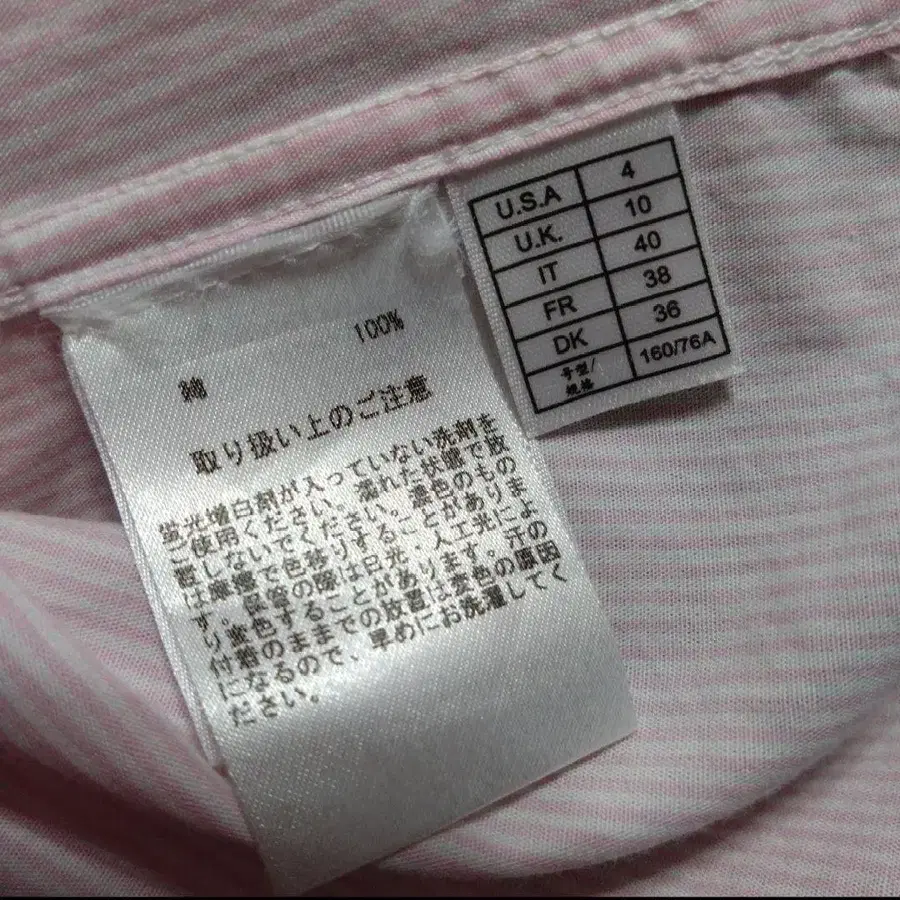 綿 100%
取り扱い上のご注意
蛍光増白剤が入っていない洗剤を
ご使用ください。濡れた状態で放
置しないでください。濃色のもの
は摩擦で色移りすることがありま
す。保管の際は日光・人工光によ
り変色することがあります。汗の
付着のままでの放置は変色の原因
になるので、早めにお洗濯してく
ださい。
U.S.A 4
U.K. 10
IT 40
FR 38
DK 36
号型/
规格 160/76A